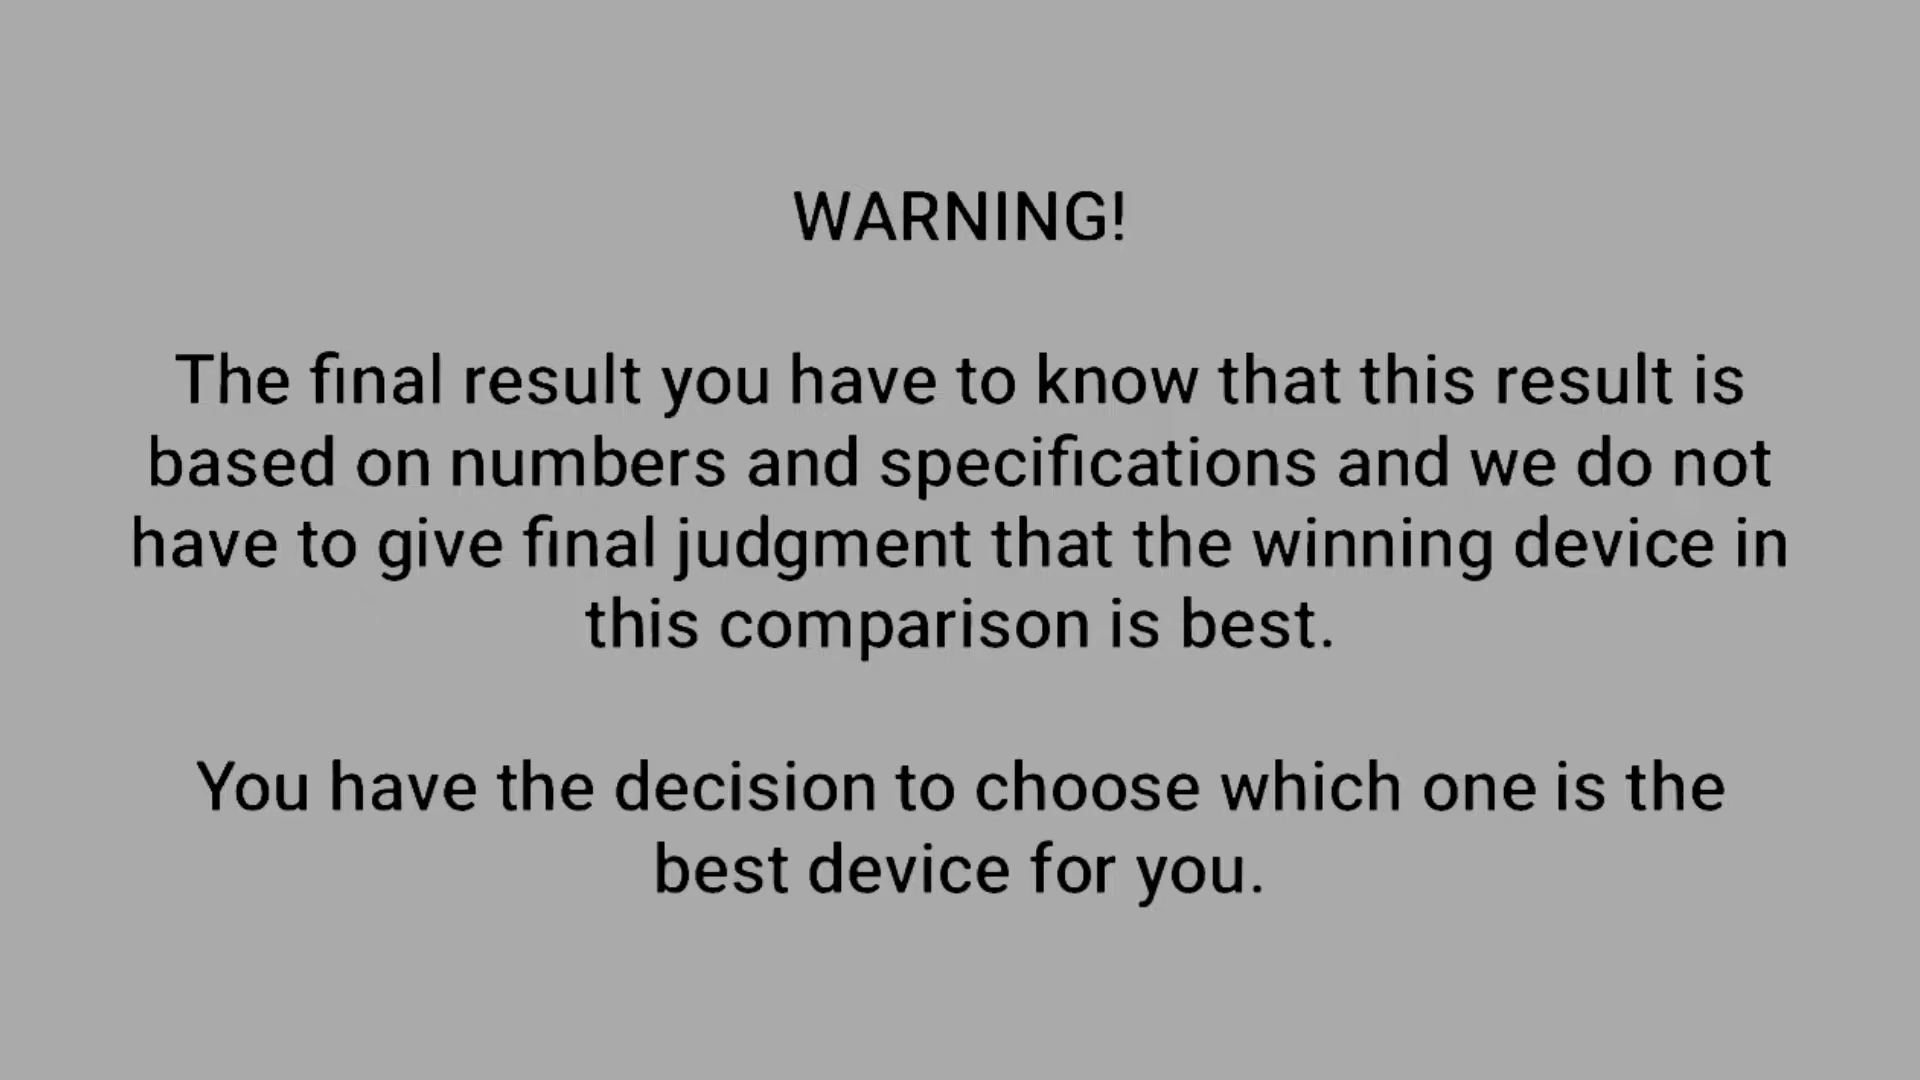 WARNING!
The final result you have to know that this result is
based on numbers and specifications and we do not
have to give final judgment that the winning device in
this comparison is best.
You have the decision to choose which one is the
best device for you.